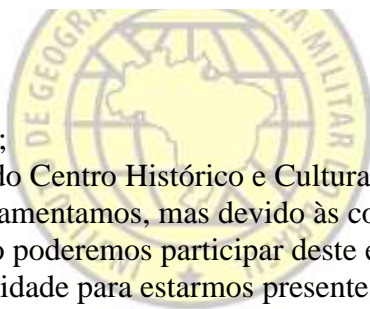 DE GEOGRA
MILITAR
;
do Centro Histórico e Cultura
amentamos, mas devido às co
o poderemos participar deste e
idade para estarmos presente